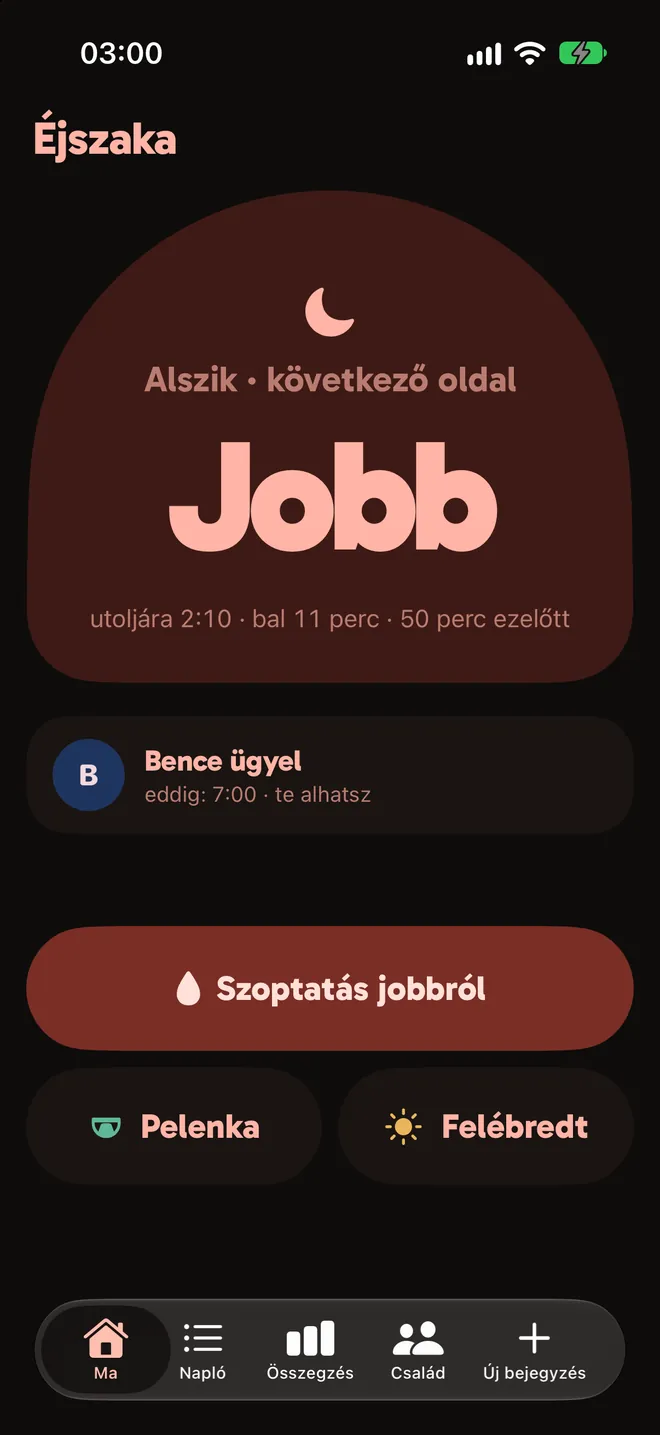 03:00
Éjszaka
Alszik · következő oldal
Jobb
utoljára 2:10 · bal 11 perc · 50 perc ezelőtt
B
Bence ügyel
eddig: 7:00 · te alhatsz
Szoptatás jobbról
Pelenka
Felébredt
Ma
Napló
Összegzés
Család
Új bejegyzés